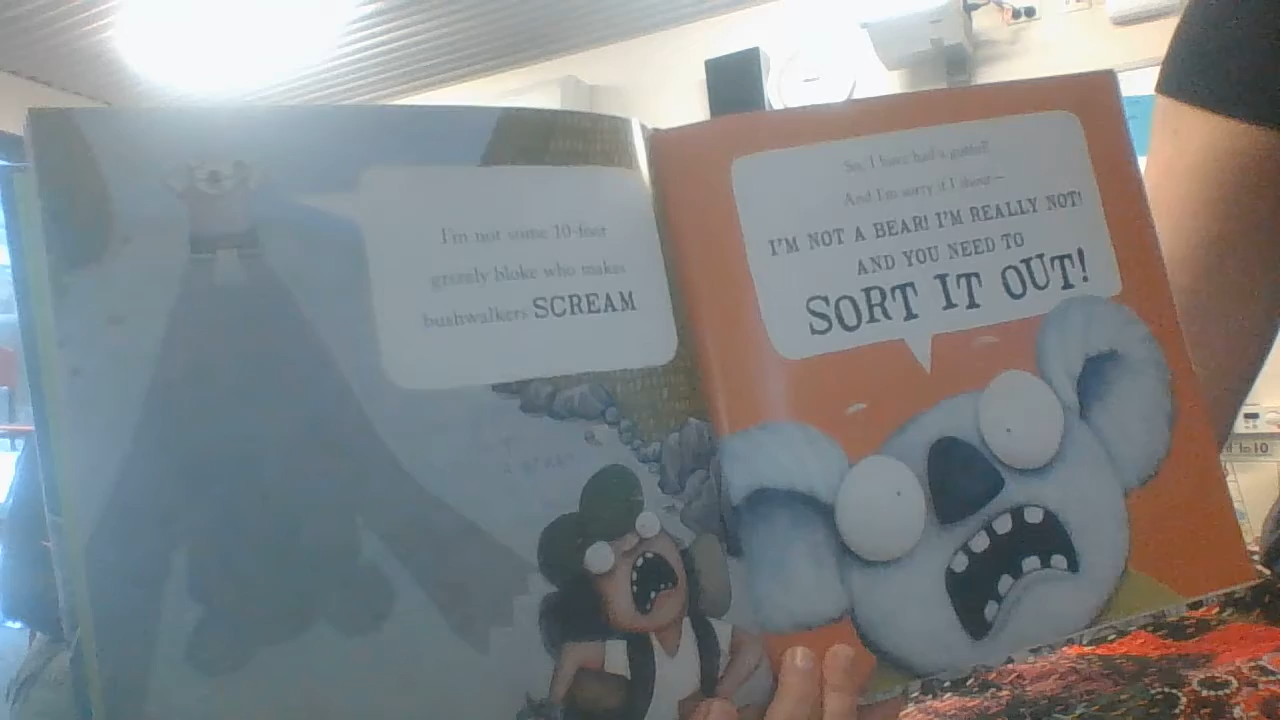 I'm not some 10-foot
grizzly bloke who makes
bushwalkers SCREAM
So, I have had a gutful!
And I'm sorry if I shout—
I'M NOT A BEAR! I'M REALLY NOT!
AND YOU NEED TO
SORT IT OUT!